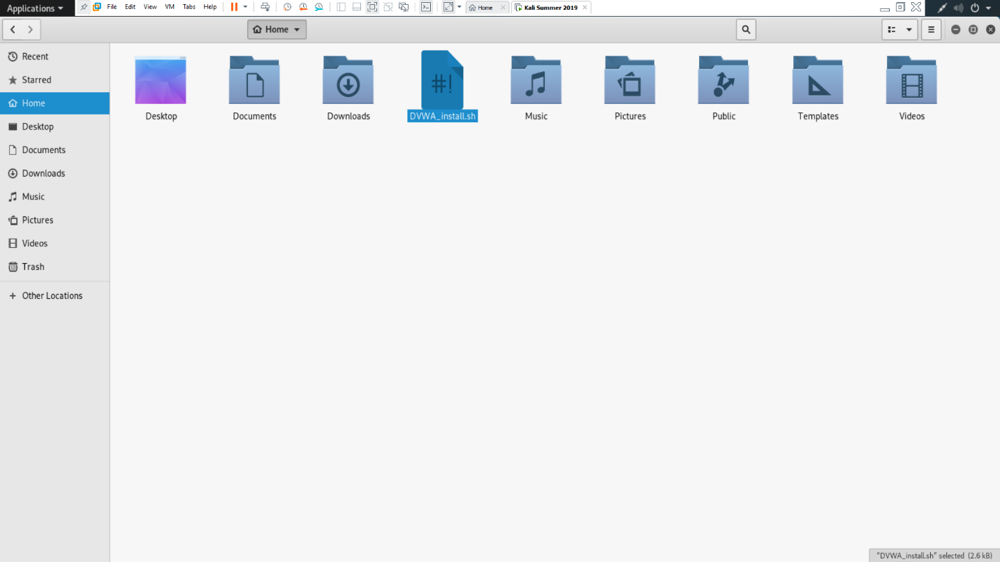 Applications File Edit View VM Tabs Help Home Kali Summer 2019
Home
Recent
Starred
Home
Desktop
Documents
Downloads
Music
Pictures
Videos
Trash
Other Locations
Desktop Documents Downloads DVWA_install.sh Music Pictures Public Templates Videos
#!
"DVWA_install.sh" selected (2.6 kB)